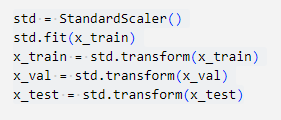 std = StandardScaler()
std.fit(x_train)
x_train = std.transform(x_train)
x_val = std.transform(x_val)
x_test = std.transform(x_test)